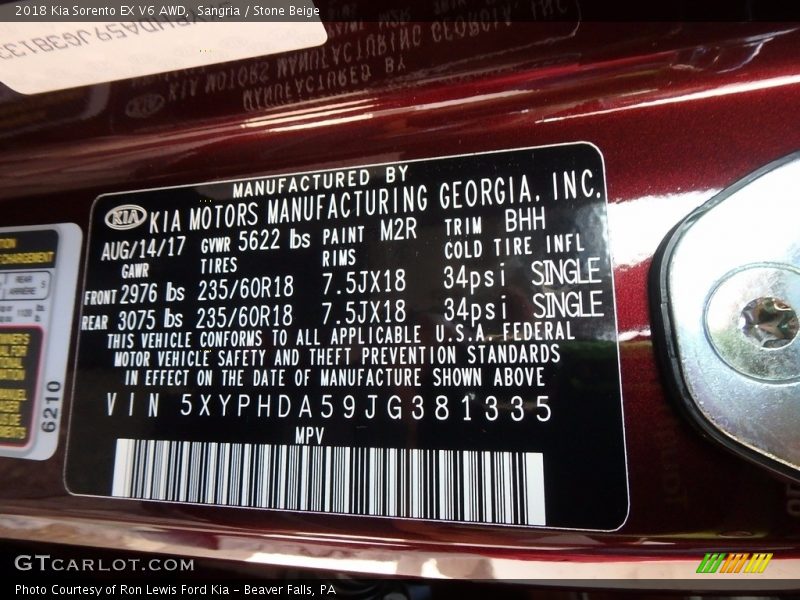 2018 Kia Sorento EX V6 AWD, Sangria / Stone Beige
MANUFACTURED BY
KIA KIA MOTORS MANUFACTURING GEORGIA, INC.
AUG/14/17 GVWR 5622 lbs PAINT M2R TRIM BHH
GAWR TIRES RIMS COLD TIRE INFL
FRONT 2976 lbs 235/60R18 7.5JX18 34psi SINGLE
REAR 3075 lbs 235/60R18 7.5JX18 34psi SINGLE
THIS VEHICLE CONFORMS TO ALL APPLICABLE U.S.A. FEDERAL
MOTOR VEHICLE SAFETY AND THEFT PREVENTION STANDARDS
IN EFFECT ON THE DATE OF MANUFACTURE SHOWN ABOVE
VIN 5XYPHDA59JG381335
MPV
REAR
6210
GTCARLOT.COM
Photo Courtesy of Ron Lewis Ford Kia – Beaver Falls, PA